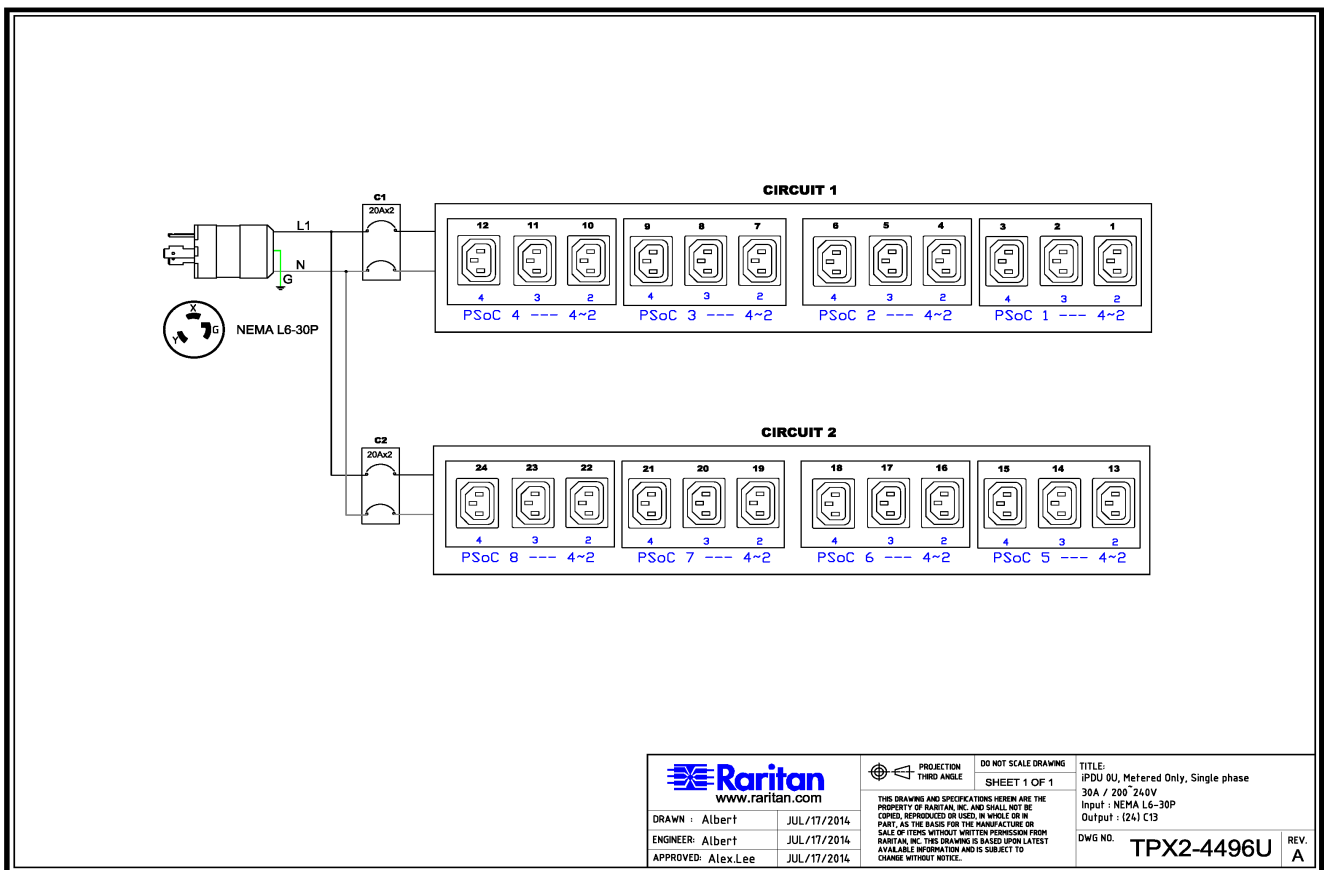 CIRCUIT 1
C1
20Ax2
L1
N
G
12 11 10 9 8 7 6 5 4 3 2 1
4 3 2 4 3 2 4 3 2 4 3 2
PSoC 4 --- 4~2 PSoC 3 --- 4~2 PSoC 2 --- 4~2 PSoC 1 --- 4~2
X
Y
G
NEMA L6-30P
CIRCUIT 2
C2
20Ax2
24 23 22 21 20 19 18 17 16 15 14 13
4 3 2 4 3 2 4 3 2 4 3 2
PSoC 8 --- 4~2 PSoC 7 --- 4~2 PSoC 6 --- 4~2 PSoC 5 --- 4~2
Raritan
www.raritan.com
DRAWN : Albert JUL/17/2014
ENGINEER: Albert JUL/17/2014
APPROVED: Alex.Lee JUL/17/2014
PROJECTION
THIRD ANGLE
DO NOT SCALE DRAWING
SHEET 1 OF 1
THIS DRAWING AND SPECIFICATIONS HEREIN ARE THE
PROPERTY OF RARITAN, INC. AND SHALL NOT BE
COPIED, REPRODUCED OR USED, IN WHOLE OR IN
PART, AS THE BASIS FOR THE MANUFACTURE OR
SALE OF ITEMS WITHOUT WRITTEN PERMISSION FROM
RARITAN, INC. THIS DRAWING IS BASED UPON LATEST
AVAILABLE INFORMATION AND IS SUBJECT TO
CHANGE WITHOUT NOTICE..
TITLE:
iPDU 0U, Metered Only, Single phase
30A / 200~240V
Input : NEMA L6-30P
Output : (24) C13
DWG NO. TPX2-4496U
REV.
A